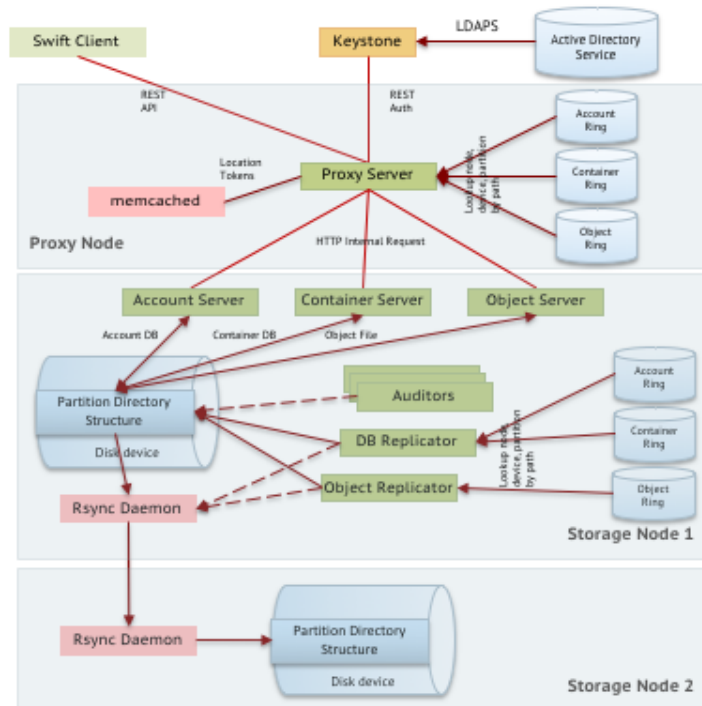 Swift Client
Keystone
LDAPS
Active Directory
Service
REST
API
REST
Auth
Account
Ring
Location
Tokens
Proxy Server
Lookup node,
device, partition
by path
Container
Ring
memcached
Object
Ring
Proxy Node
HTTP Internal Request
Account Server
Container Server
Object Server
Account DB
Container DB
Object File
Partition Directory
Structure
Disk device
Auditors
Account
Ring
DB Replicator
Lookup node,
device, partition
by path
Container
Ring
Object Replicator
Object
Ring
Rsync Daemon
Storage Node 1
Rsync Daemon
Partition Directory
Structure
Disk device
Storage Node 2